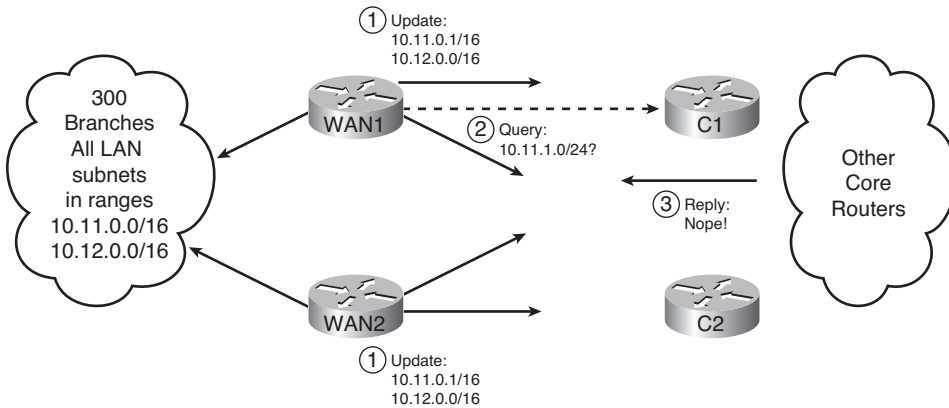 1 Update:
10.11.0.1/16
10.12.0.0/16
300
Branches
All LAN
subnets
in ranges
10.11.0.0/16
10.12.0.0/16
WAN1
2 Query:
10.11.1.0/24?
C1
3 Reply:
Nope!
Other
Core
Routers
WAN2
C2
1 Update:
10.11.0.1/16
10.12.0.0/16